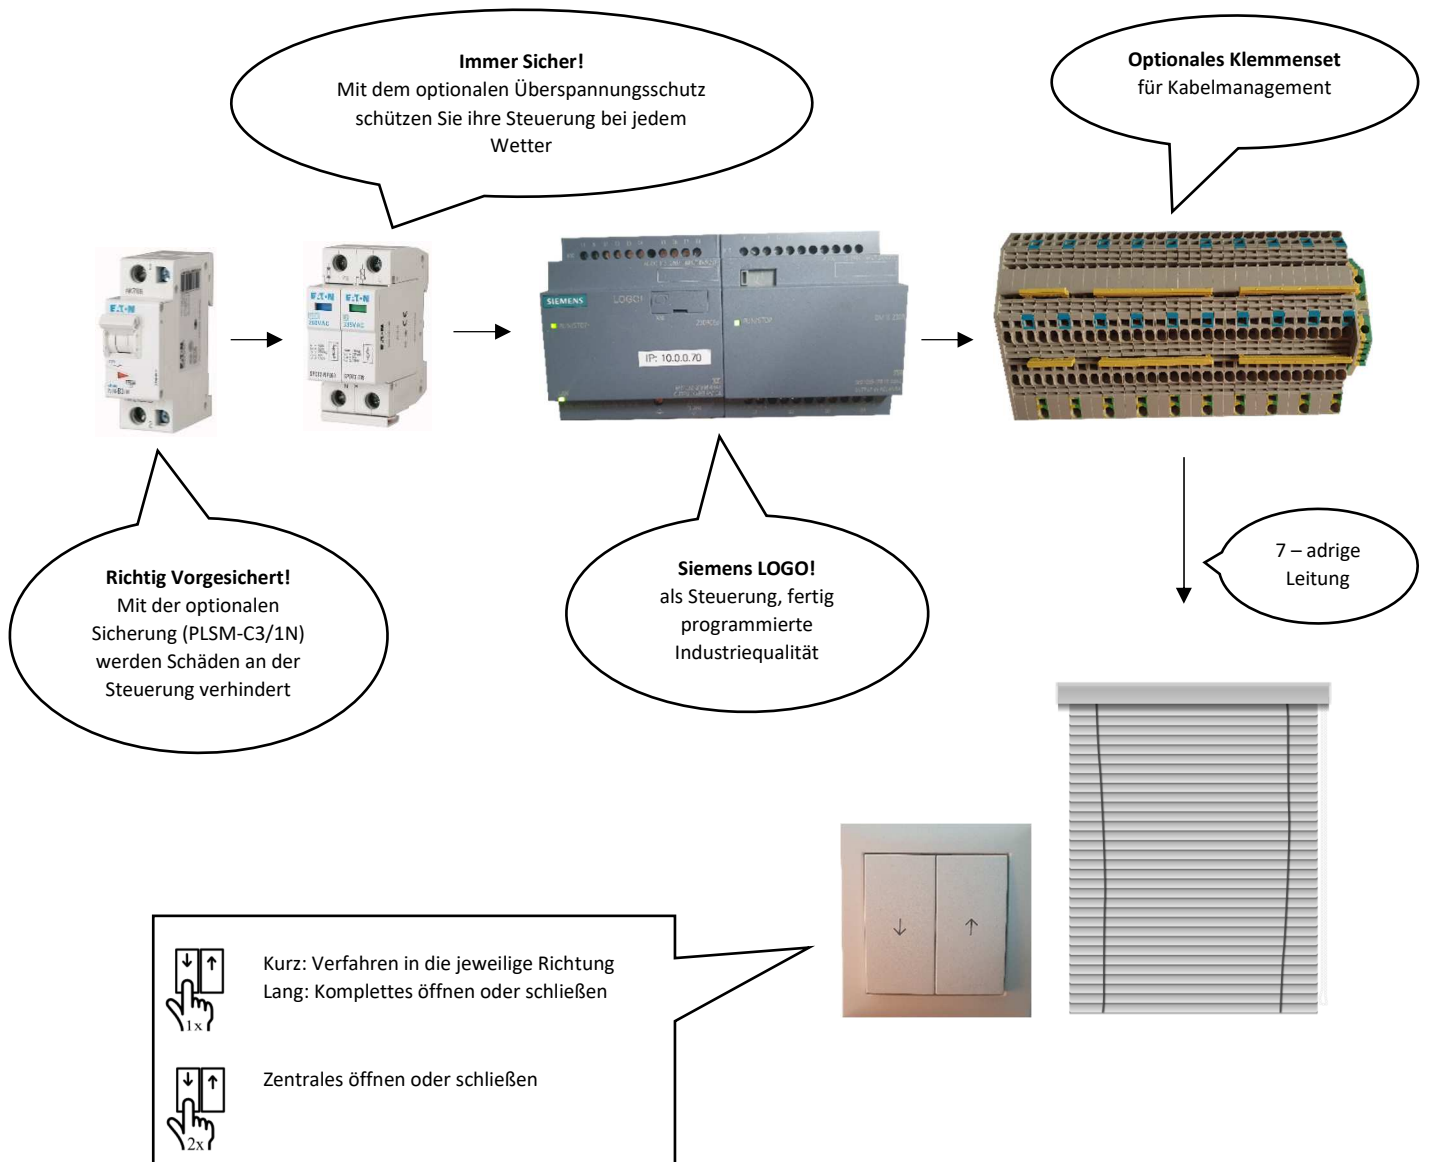 Immer Sicher!
Mit dem optionalen Überspannungsschutz
schützen Sie ihre Steuerung bei jedem
Wetter
Optionales Klemmenset
für Kabelmanagement
EATON
EATON
SIEMENS
LOGO!
IP: 10.0.0.70
Richtig Vorgesichert!
Mit der optionalen
Sicherung (PLSM-C3/1N)
werden Schäden an der
Steuerung verhindert
Siemens LOGO!
als Steuerung, fertig
programmierte
Industriequalität
7 – adrige
Leitung
Kurz: Verfahren in die jeweilige Richtung
Lang: Komplettes öffnen oder schließen
1x
Zentrales öffnen oder schließen
2x